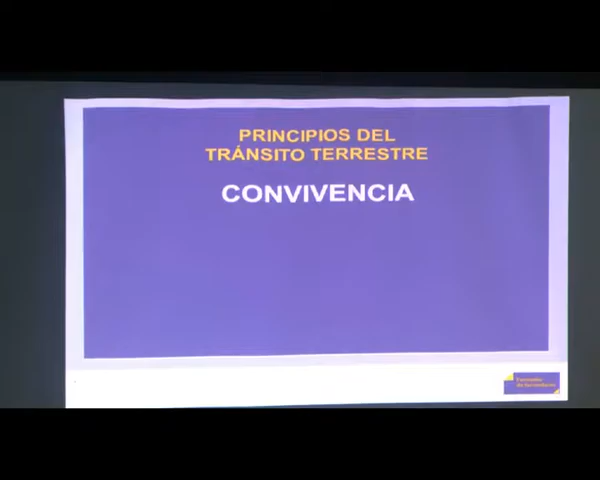 PRINCIPIOS DEL
TRÁNSITO TERRESTRE
CONVIVENCIA